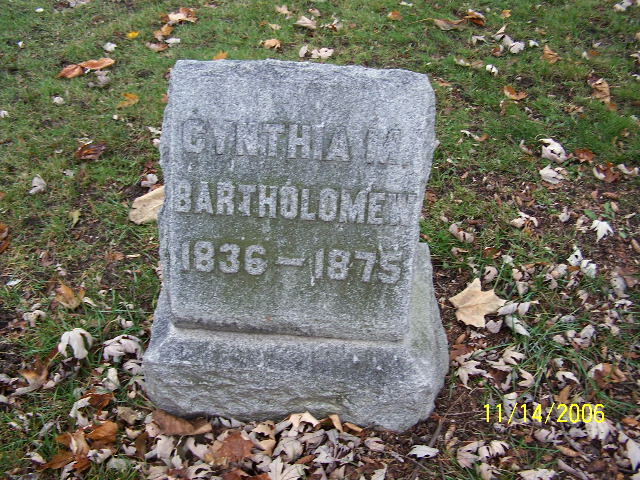 CYNTHIA M.
BARTHOLOMEW
1836 – 1875
11/14/2006